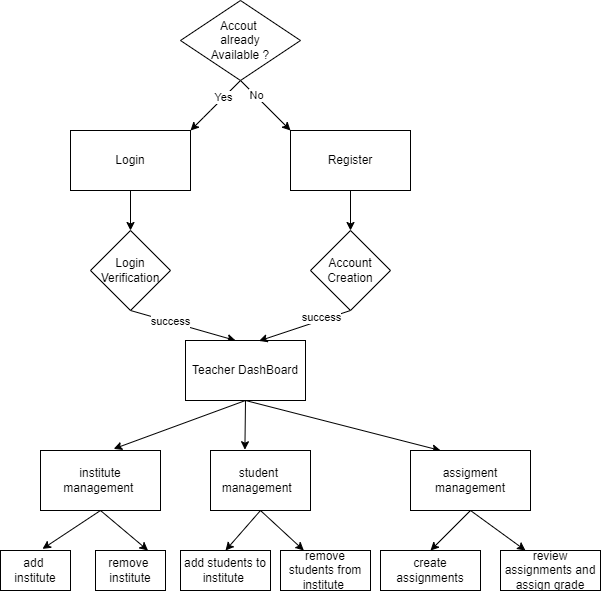 Accout
already
Available ?
Yes
No
Login
Register
Login
Verification
Account
Creation
success
success
Teacher DashBoard
institute
management
student
management
assigment
management
add
institute
remove
institute
add students to
institute
remove
students from
institute
create
assignments
review
assignments and
assign grade